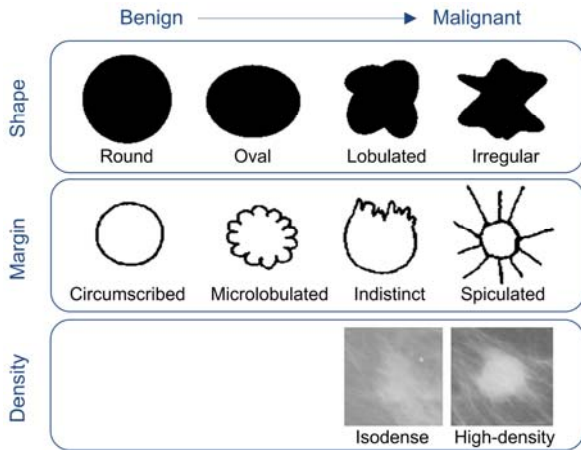 Benign Malignant
Shape
Round Oval Lobulated Irregular
Margin
Circumscribed Microlobulated Indistinct Spiculated
Density
Isodense High-density